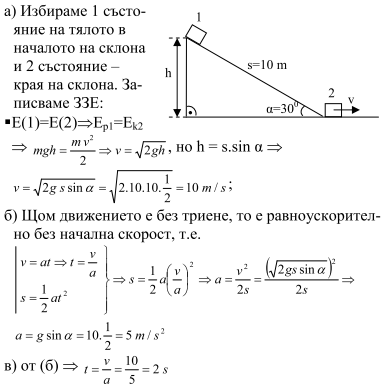 а) Избираме 1 състо-
яние на тялото в
началото на склона
и 2 състояние –
края на склона. За-
писваме ЗЗЕ:
▪E(1)=E(2)⇒Ep1=Ek2
1
h
s=10 m
α=30⁰
2
v
⇒ mgh = mv²/2 ⇒ v = √(2gh), но h = s.sin α ⇒
v = √(2g s sin α) = √(2.10.10.1/2) = 10 m / s ;
б) Щом движението е без триене, то е равноускорител-
но без начална скорост, т.е.
| v = at ⇒ t = v/a
| s = 1/2 at² } ⇒ s = 1/2 a(v/a)² ⇒ a = v²/2s = (√(2gs sin α))²/2s ⇒
a = g sin α = 10.1/2 = 5 m / s²
в) от (б) ⇒ t = v/a = 10/5 = 2 s